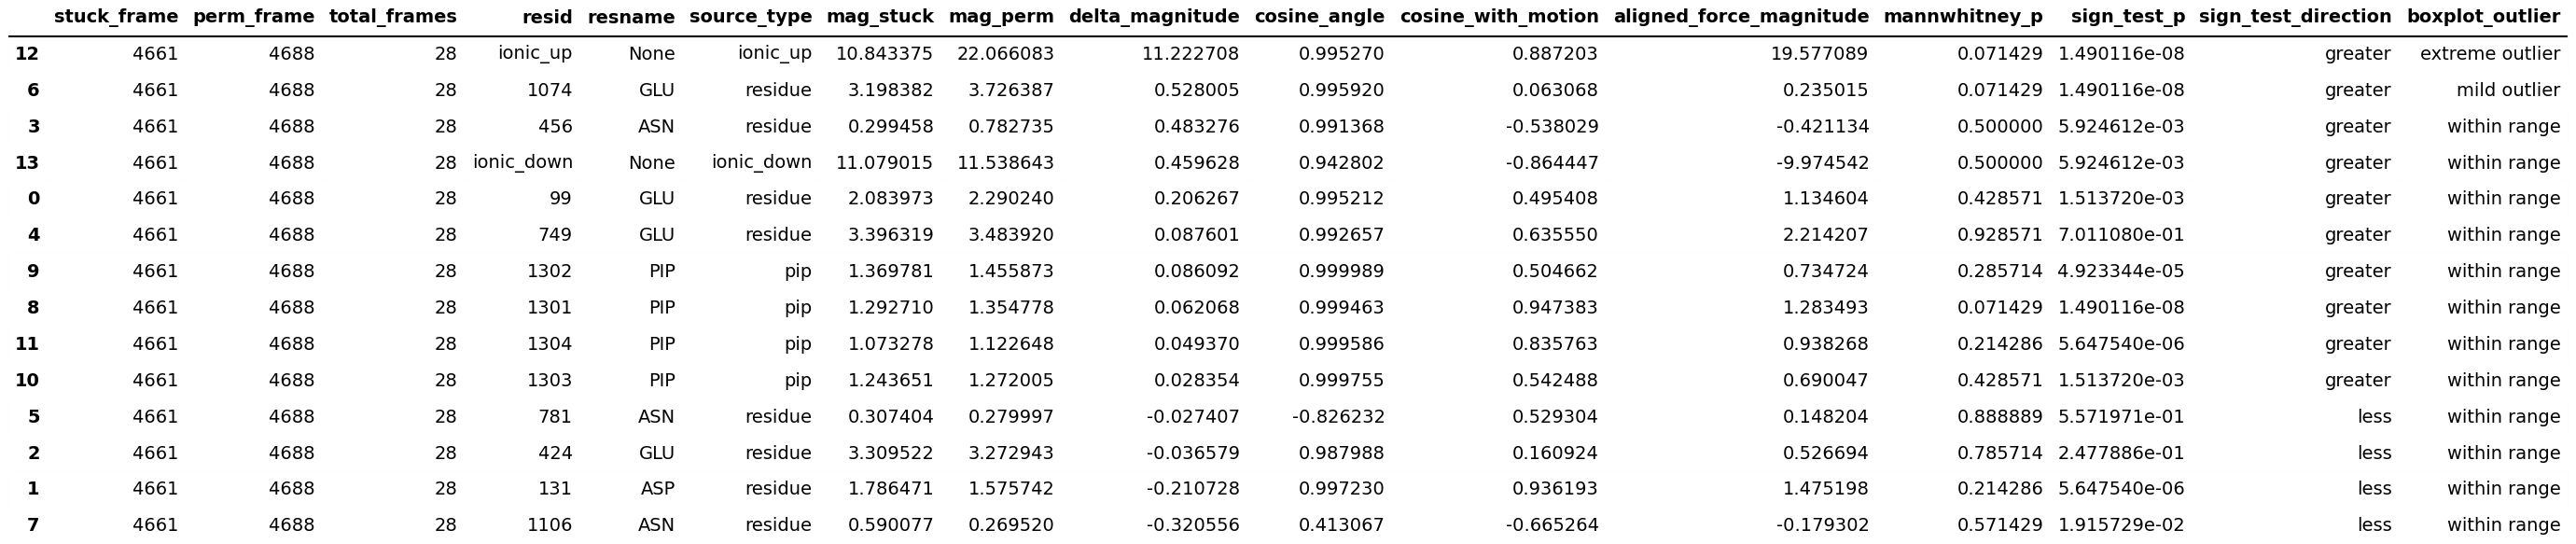 stuck_frame perm_frame total_frames resid resname source_type mag_stuck mag_perm delta_magnitude cosine_angle cosine_with_motion aligned_force_magnitude mannwhitney_p sign_test_p sign_test_direction boxplot_outlier
12 4661 4688 28 ionic_up None ionic_up 10.843375 22.066083 11.222708 0.995270 0.887203 19.577089 0.071429 1.490116e-08 greater extreme outlier
6 4661 4688 28 1074 GLU residue 3.198382 3.726387 0.528005 0.995920 0.063068 0.235015 0.071429 1.490116e-08 greater mild outlier
3 4661 4688 28 456 ASN residue 0.299458 0.782735 0.483276 0.991368 -0.538029 -0.421134 0.500000 5.924612e-03 greater within range
13 4661 4688 28 ionic_down None ionic_down 11.079015 11.538643 0.459628 0.942802 -0.864447 -9.974542 0.500000 5.924612e-03 greater within range
0 4661 4688 28 99 GLU residue 2.083973 2.290240 0.206267 0.995212 0.495408 1.134604 0.428571 1.513720e-03 greater within range
4 4661 4688 28 749 GLU residue 3.396319 3.483920 0.087601 0.992657 0.635550 2.214207 0.928571 7.011080e-01 greater within range
9 4661 4688 28 1302 PIP pip 1.369781 1.455873 0.086092 0.999989 0.504662 0.734724 0.285714 4.923344e-05 greater within range
8 4661 4688 28 1301 PIP pip 1.292710 1.354778 0.062068 0.999463 0.947383 1.283493 0.071429 1.490116e-08 greater within range
11 4661 4688 28 1304 PIP pip 1.073278 1.122648 0.049370 0.999586 0.835763 0.938268 0.214286 5.647540e-06 greater within range
10 4661 4688 28 1303 PIP pip 1.243651 1.272005 0.028354 0.999755 0.542488 0.690047 0.428571 1.513720e-03 greater within range
5 4661 4688 28 781 ASN residue 0.307404 0.279997 -0.027407 -0.826232 0.529304 0.148204 0.888889 5.571971e-01 less within range
2 4661 4688 28 424 GLU residue 3.309522 3.272943 -0.036579 0.987988 0.160924 0.526694 0.785714 2.477886e-01 less within range
1 4661 4688 28 131 ASP residue 1.786471 1.575742 -0.210728 0.997230 0.936193 1.475198 0.214286 5.647540e-06 less within range
7 4661 4688 28 1106 ASN residue 0.590077 0.269520 -0.320556 0.413067 -0.665264 -0.179302 0.571429 1.915729e-02 less within range